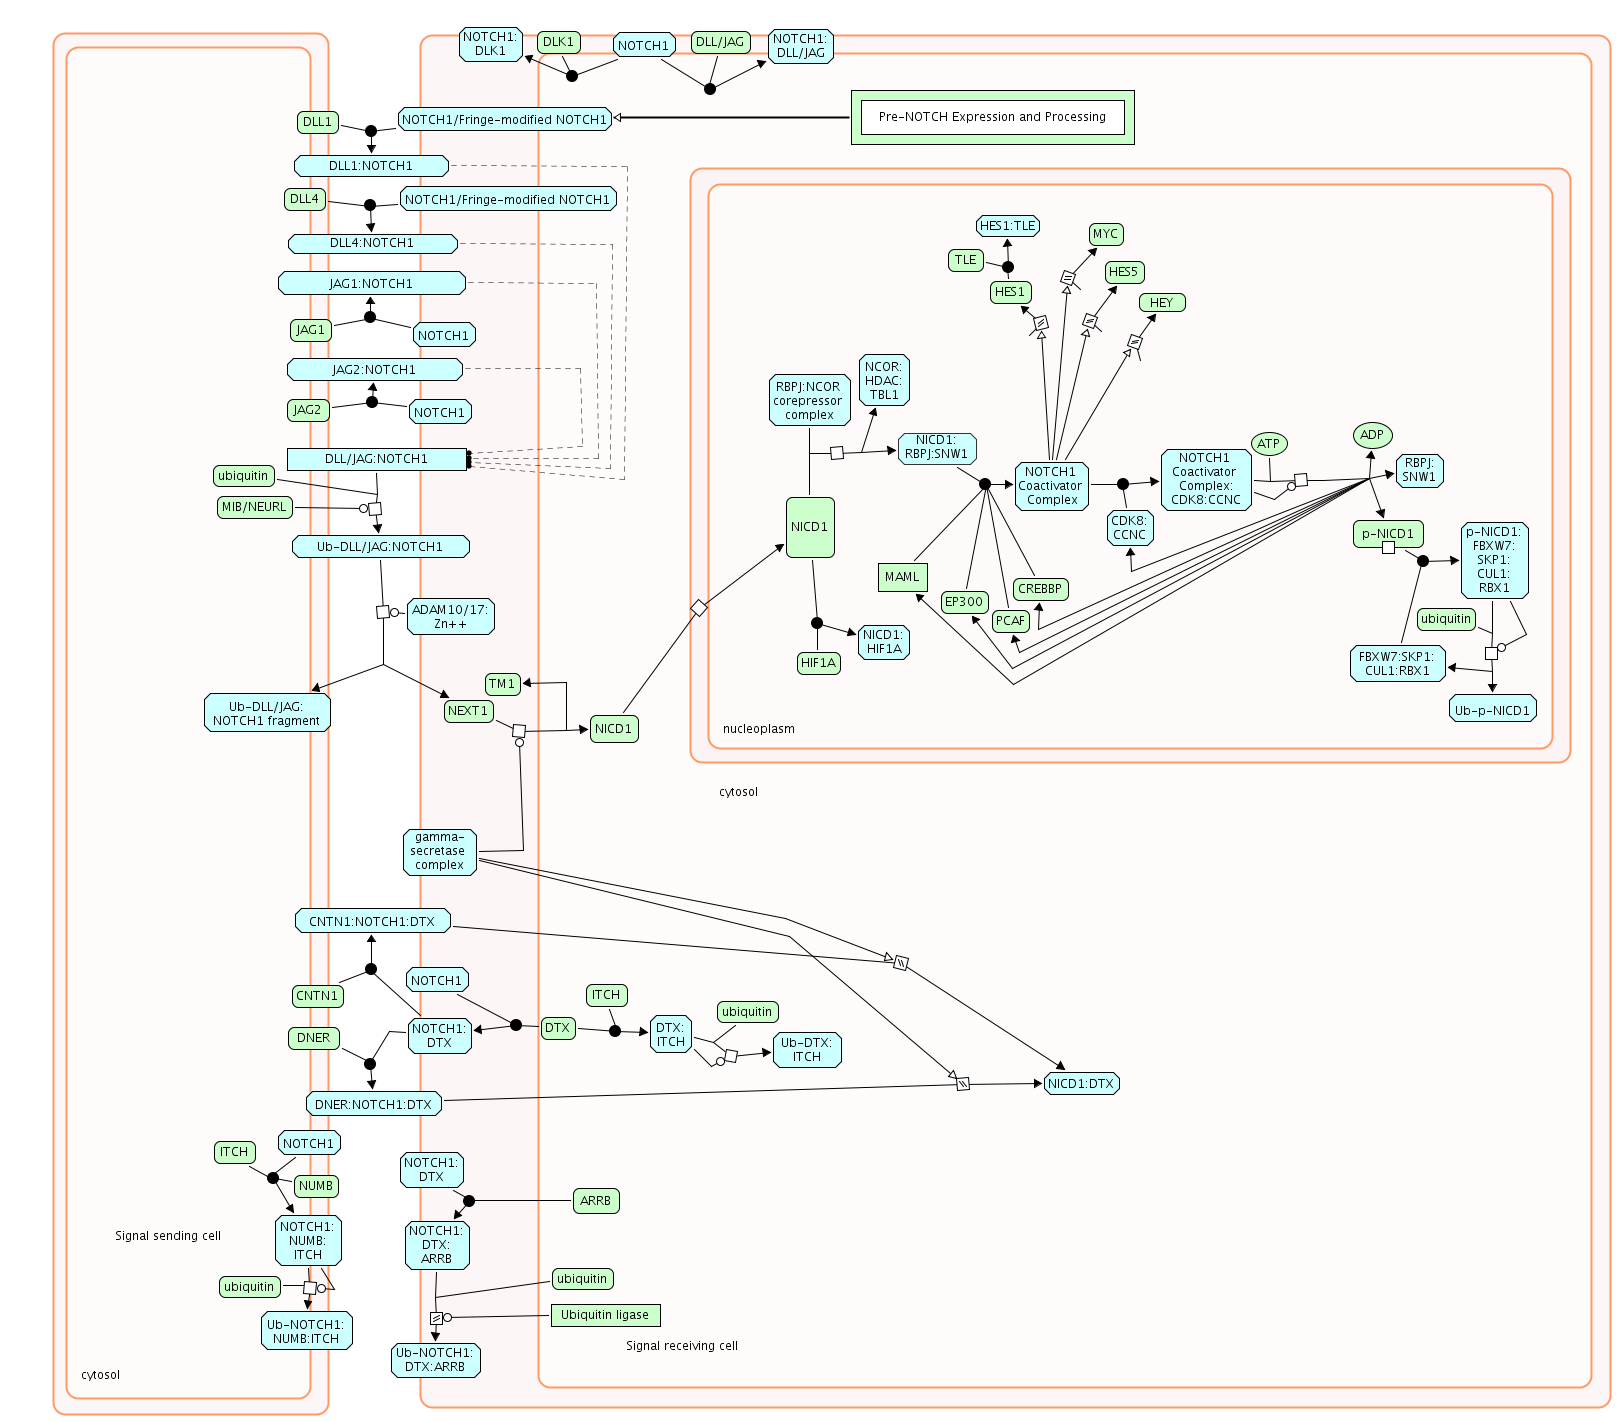 NOTCH1:
DLK1
DLK1
NOTCH1
DLL/JAG
NOTCH1:
DLL/JAG
DLL1
NOTCH1/Fringe-modified NOTCH1
Pre-NOTCH Expression and Processing
DLL1:NOTCH1
DLL4
NOTCH1/Fringe-modified NOTCH1
DLL4:NOTCH1
JAG1:NOTCH1
JAG1
NOTCH1
JAG2:NOTCH1
JAG2
NOTCH1
DLL/JAG:NOTCH1
ubiquitin
MIB/NEURL
Ub-DLL/JAG:NOTCH1
ADAM10/17:
Zn++
Ub-DLL/JAG:
NOTCH1 fragment
TM1
NEXT1
NICD1
HES1:TLE
TLE
HES1
MYC
HES5
HEY
RBPJ:NCOR
corepressor
complex
NCOR:
HDAC:
TBL1
NICD1:
RBPJ:SNW1
NOTCH1
Coactivator
Complex
NOTCH1
Coactivator
Complex:
CDK8:CCNC
ATP
ADP
RBPJ:
SNW1
NICD1
CDK8:
CCNC
p-NICD1
p-NICD1:
FBXW7:
SKP1:
CUL1:
RBX1
MAML
EP300
PCAF
CREBBP
ubiquitin
HIF1A
NICD1:
HIF1A
FBXW7:SKP1:
CUL1:RBX1
Ub-p-NICD1
nucleoplasm
cytosol
gamma-
secretase
complex
CNTN1:NOTCH1:DTX
CNTN1
NOTCH1
DNER
NOTCH1:
DTX
DTX
ITCH
DTX:
ITCH
ubiquitin
Ub-DTX:
ITCH
NICD1:DTX
DNER:NOTCH1:DTX
ITCH
NOTCH1
NUMB
NOTCH1:
DTX
ARRB
Signal sending cell
NOTCH1:
NUMB:
ITCH
NOTCH1:
DTX:
ARRB
ubiquitin
ubiquitin
Ubiquitin ligase
Ub-NOTCH1:
NUMB:ITCH
Ub-NOTCH1:
DTX:ARRB
Signal receiving cell
cytosol